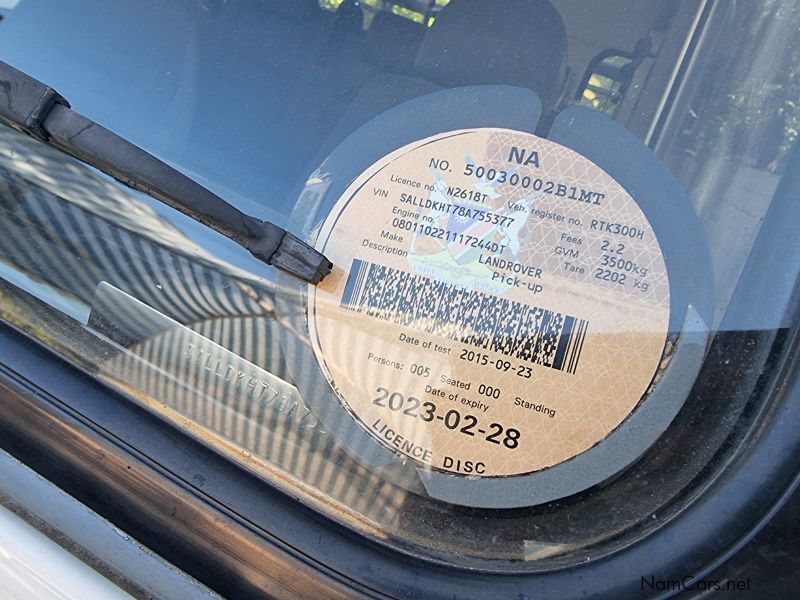 NA
NO. 50030002B1MT
Licence no. N2618T Veh. register no. RTK300H
VIN SALLDKHT78A755377 Fees 2.2
Engine no. 080110221117244DT GVM 3500kg
Make LANDROVER Tare 2202 kg
Description Pick-up
Date of test 2015-09-23
Persons: 005 Seated 000 Standing
Date of expiry
2023-02-28
LICENCE DISC
SALLDKHT78A7
NamCars.net